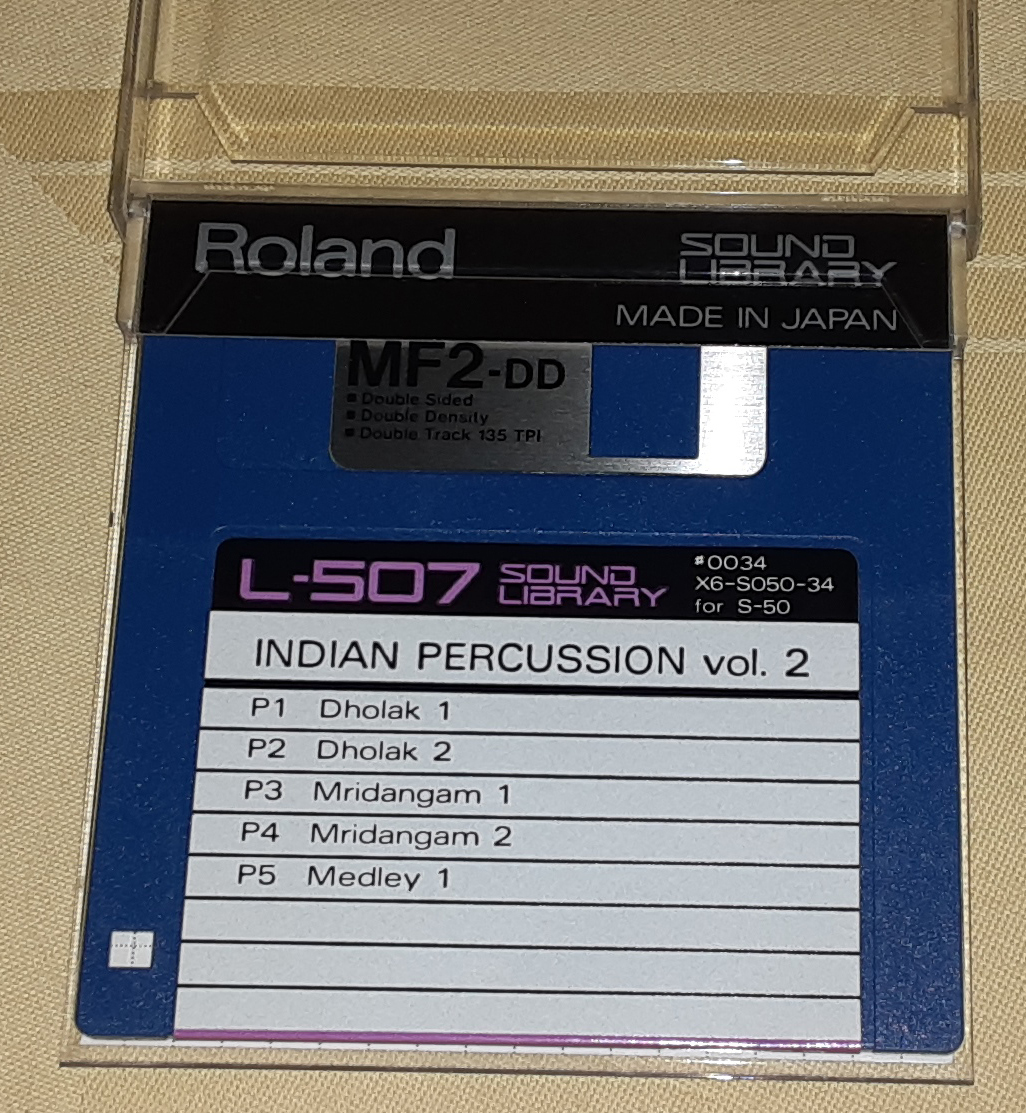 Roland
SOUND
LIBRARY
MADE IN JAPAN
MF2-DD
Double Sided
Double Density
Double Track 135 TPI
L-507 SOUND LIBRARY
#0034
X6-S050-34
for S-50
INDIAN PERCUSSION vol. 2
P1 Dholak 1
P2 Dholak 2
P3 Mridangam 1
P4 Mridangam 2
P5 Medley 1